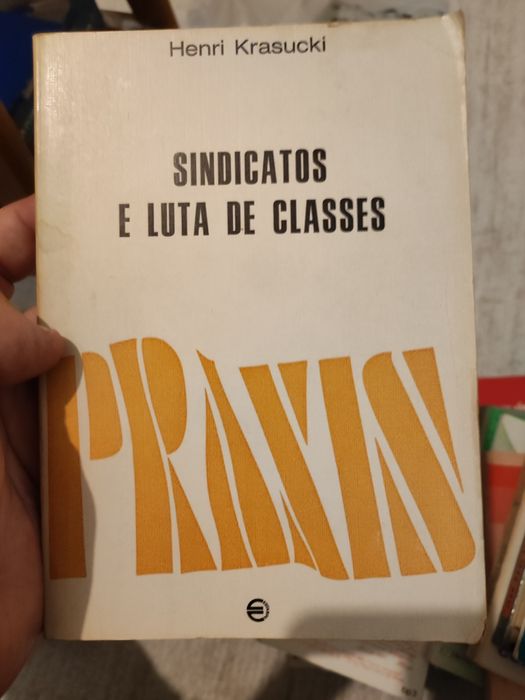 Henri Krasucki
SINDICATOS
E LUTA DE CLASSES
PRAXIS